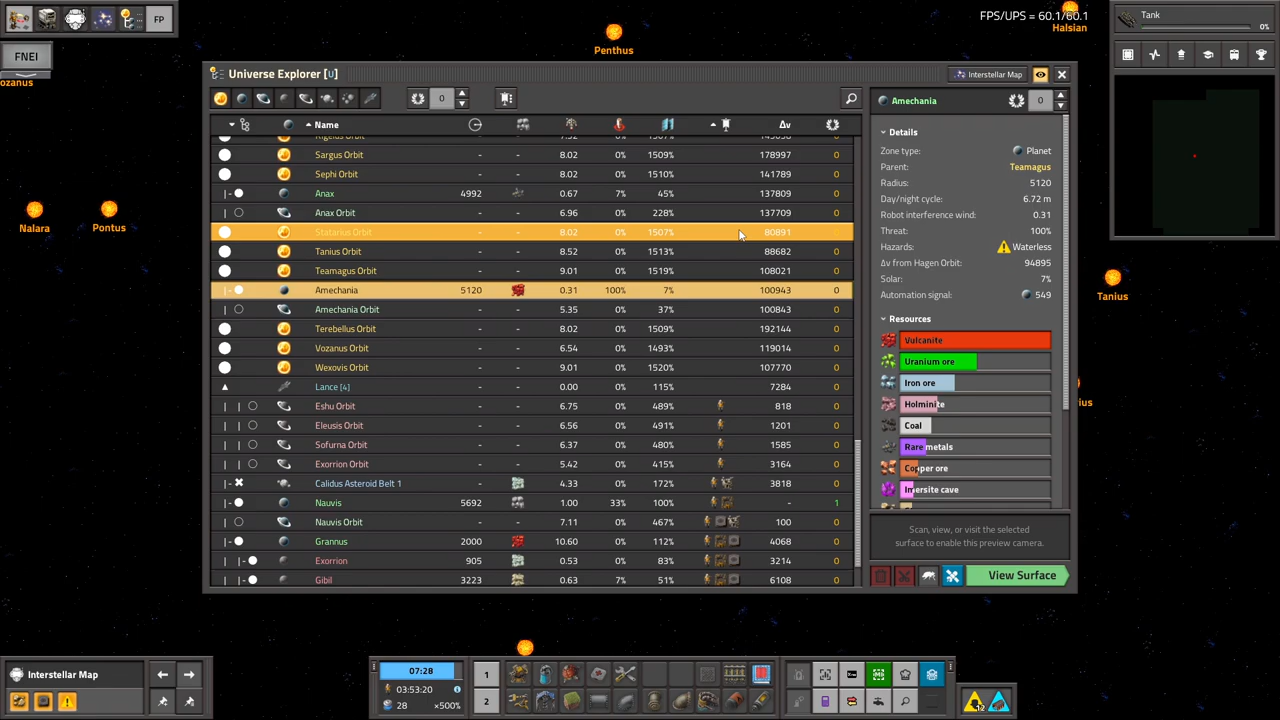 FP
FPS/UPS = 60.1/60.1
Halsian
Tank
0%
FNEI
ozanus
Penthus
Universe Explorer [U]
Interstellar Map
0
Amechania
0
Name
Δv
Details
Zone type: Planet
Parent: Teamagus
Radius: 5120
Day/night cycle: 6.72 m
Robot interference wind: 0.31
Threat: 100%
Hazards: Waterless
Δv from Hagen Orbit: 94895
Solar: 7%
Automation signal: 549
Resources
Vulcanite
Uranium ore
Iron ore
Holminite
Coal
Rare metals
Copper ore
Imersite cave
Scan, view, or visit the selected
surface to enable this preview camera.
View Surface
Sargus Orbit - - 8.02 0% 1509% 178997 0
Sephi Orbit - - 8.02 0% 1510% 141789 0
Anax 4992 0.67 7% 45% 137809 0
Anax Orbit - - 6.96 0% 228% 137709 0
Statarius Orbit - - 8.02 0% 1507% 80891 0
Tanius Orbit - - 8.52 0% 1513% 88682 0
Teamagus Orbit - - 9.01 0% 1519% 108021 0
Amechania 5120 0.31 100% 7% 100943 0
Amechania Orbit - - 5.35 0% 37% 100843 0
Terebellus Orbit - - 8.02 0% 1509% 192144 0
Vozanus Orbit - - 6.54 0% 1493% 119014 0
Wexovis Orbit - - 9.01 0% 1520% 107770 0
Lance [4] - - 0.00 0% 115% 7284 0
Eshu Orbit - - 6.75 0% 489% 818 0
Eleusis Orbit - - 6.56 0% 491% 1201 0
Sofurna Orbit - - 6.37 0% 480% 1585 0
Exorrion Orbit - - 5.42 0% 415% 3164 0
Calidus Asteroid Belt 1 - 4.33 0% 172% 3818 0
Nauvis 5692 1.00 33% 100% - 1
Nauvis Orbit - - 7.11 0% 467% 100 0
Grannus 2000 10.60 0% 112% 4068 0
Exorrion 905 0.53 0% 83% 3214 0
Gibil 3223 0.63 7% 51% 6108 0
Nalara
Pontus
Tanius
ius
Interstellar Map
07:28
03:53:20
28 ×500%
1
2